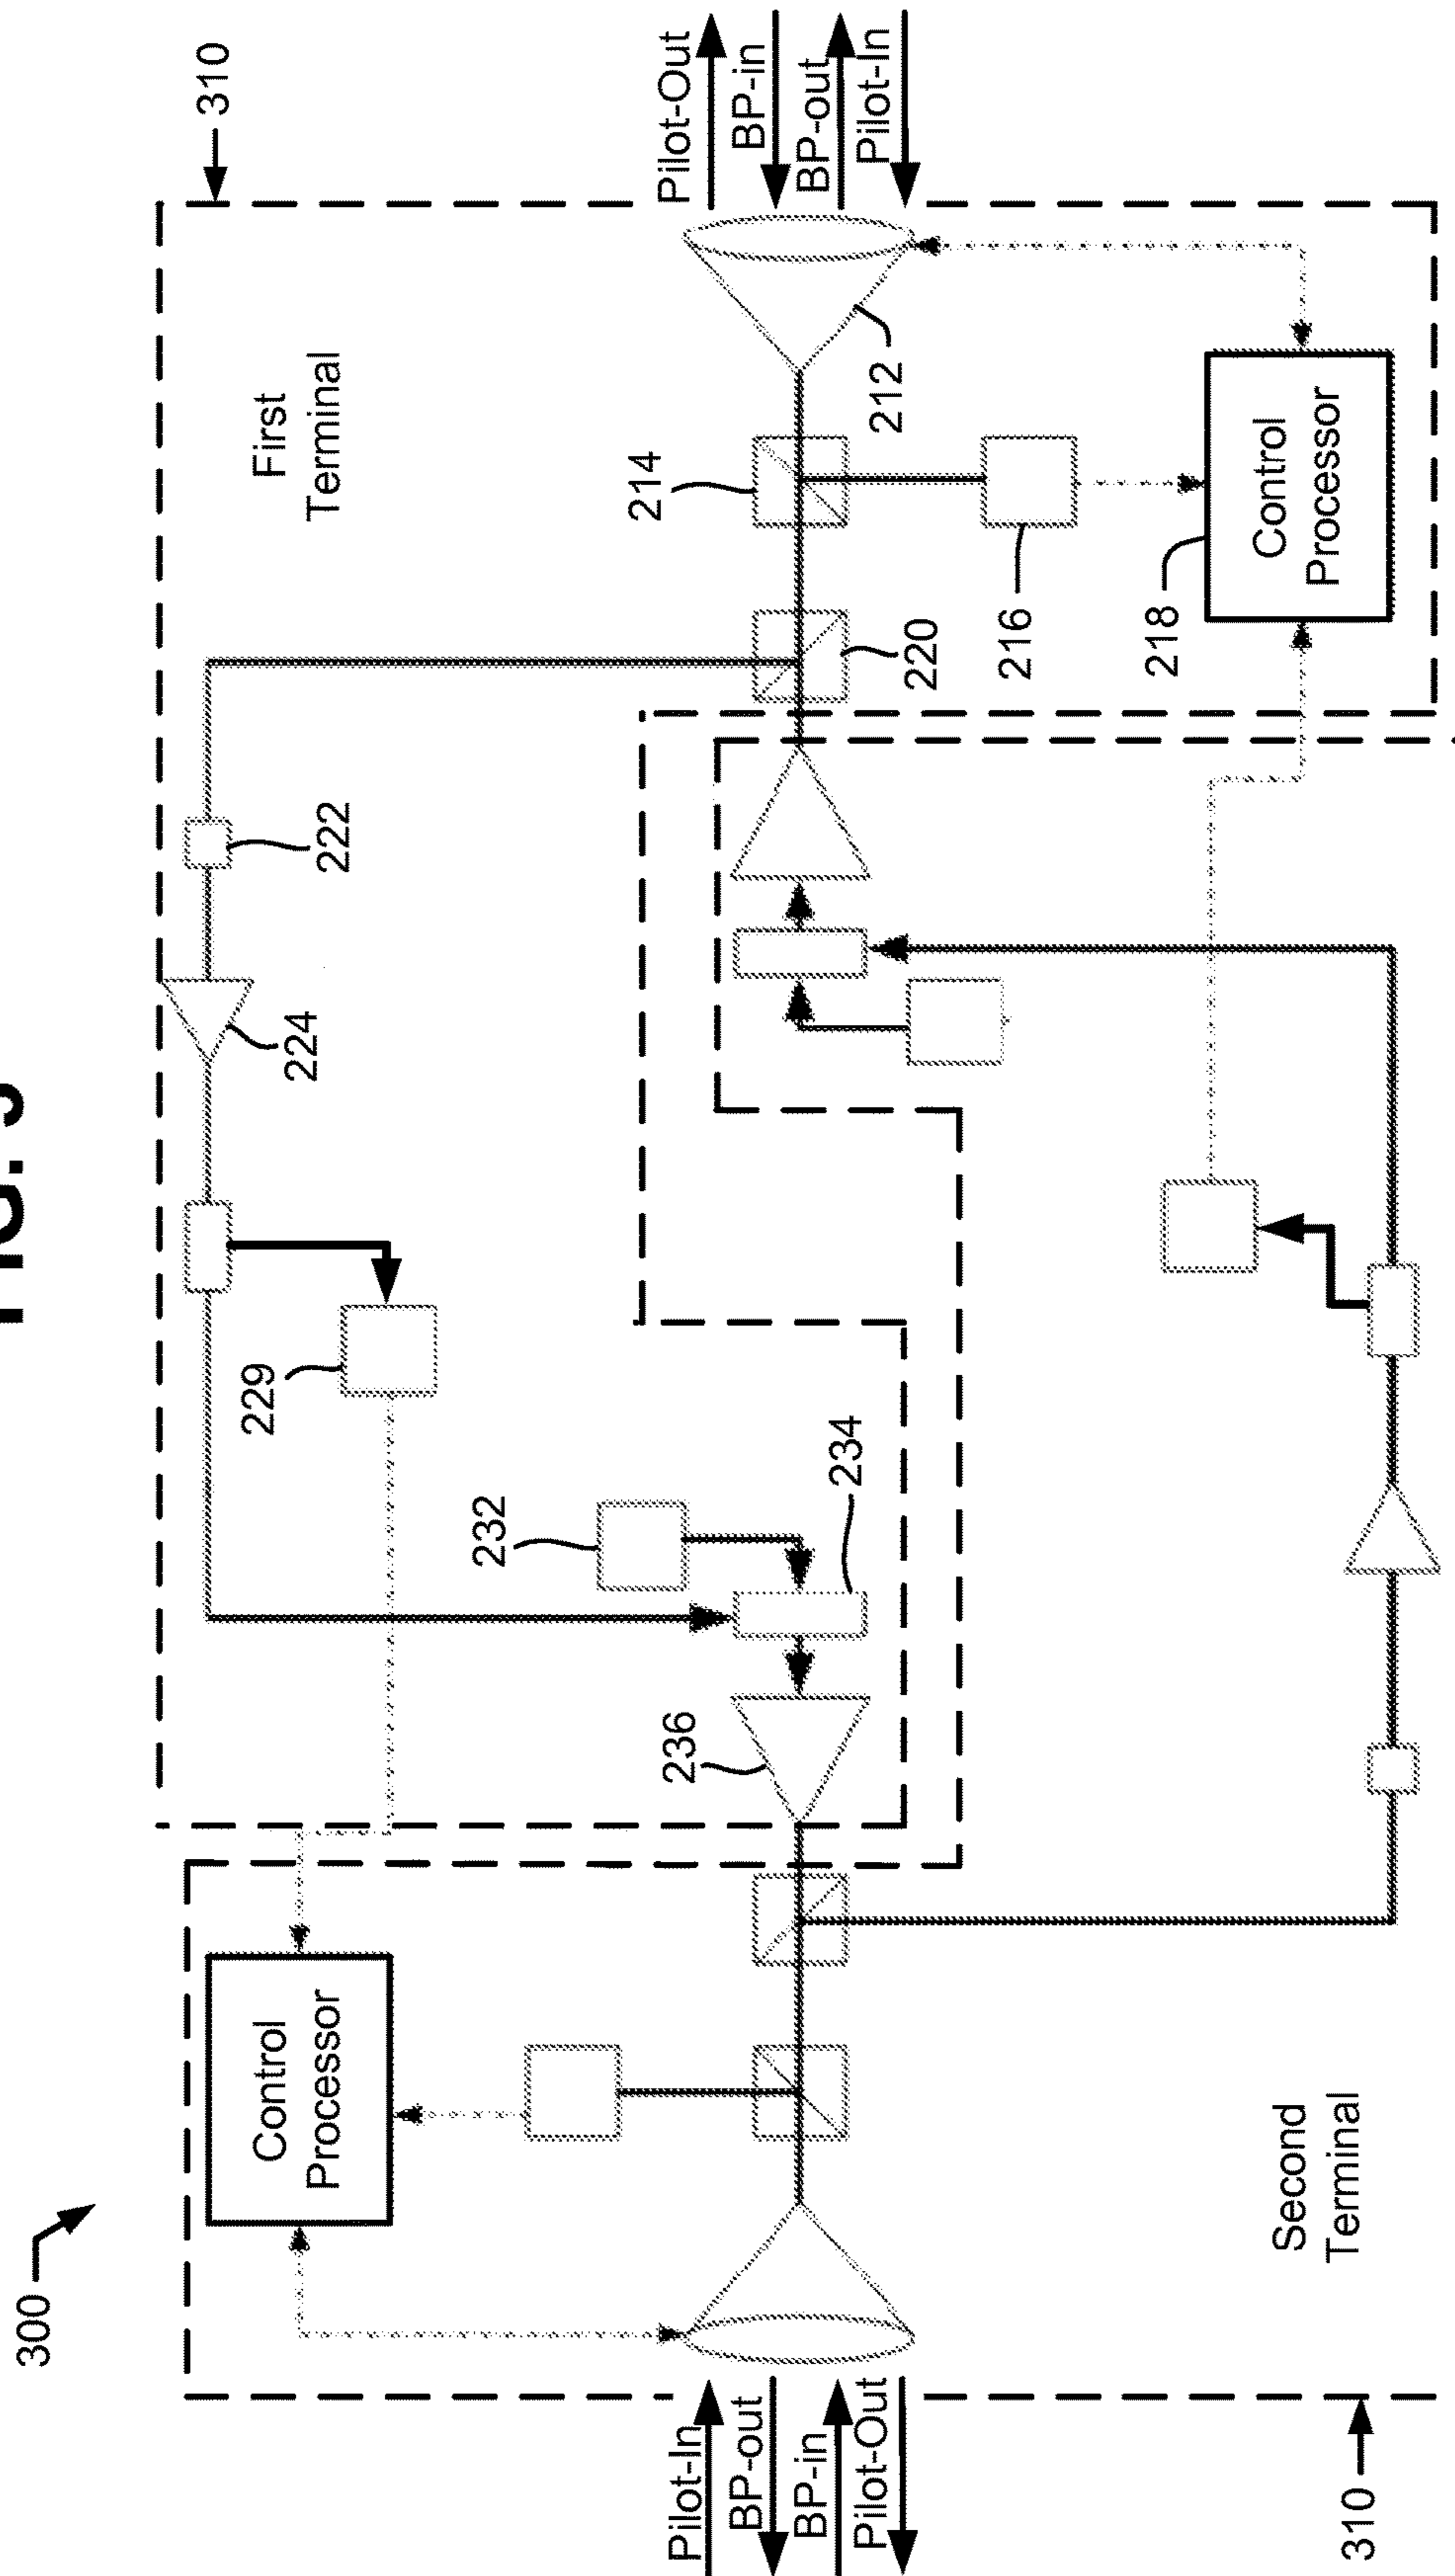 300
310
Control
Processor
First
Terminal
229
224
222
232
214
236
Pilot-In
BP-out
BP-in
Pilot-Out
Pilot-Out
BP-in
BP-out
Pilot-In
234
220
212
216
218
Control
Processor
Second
Terminal
310